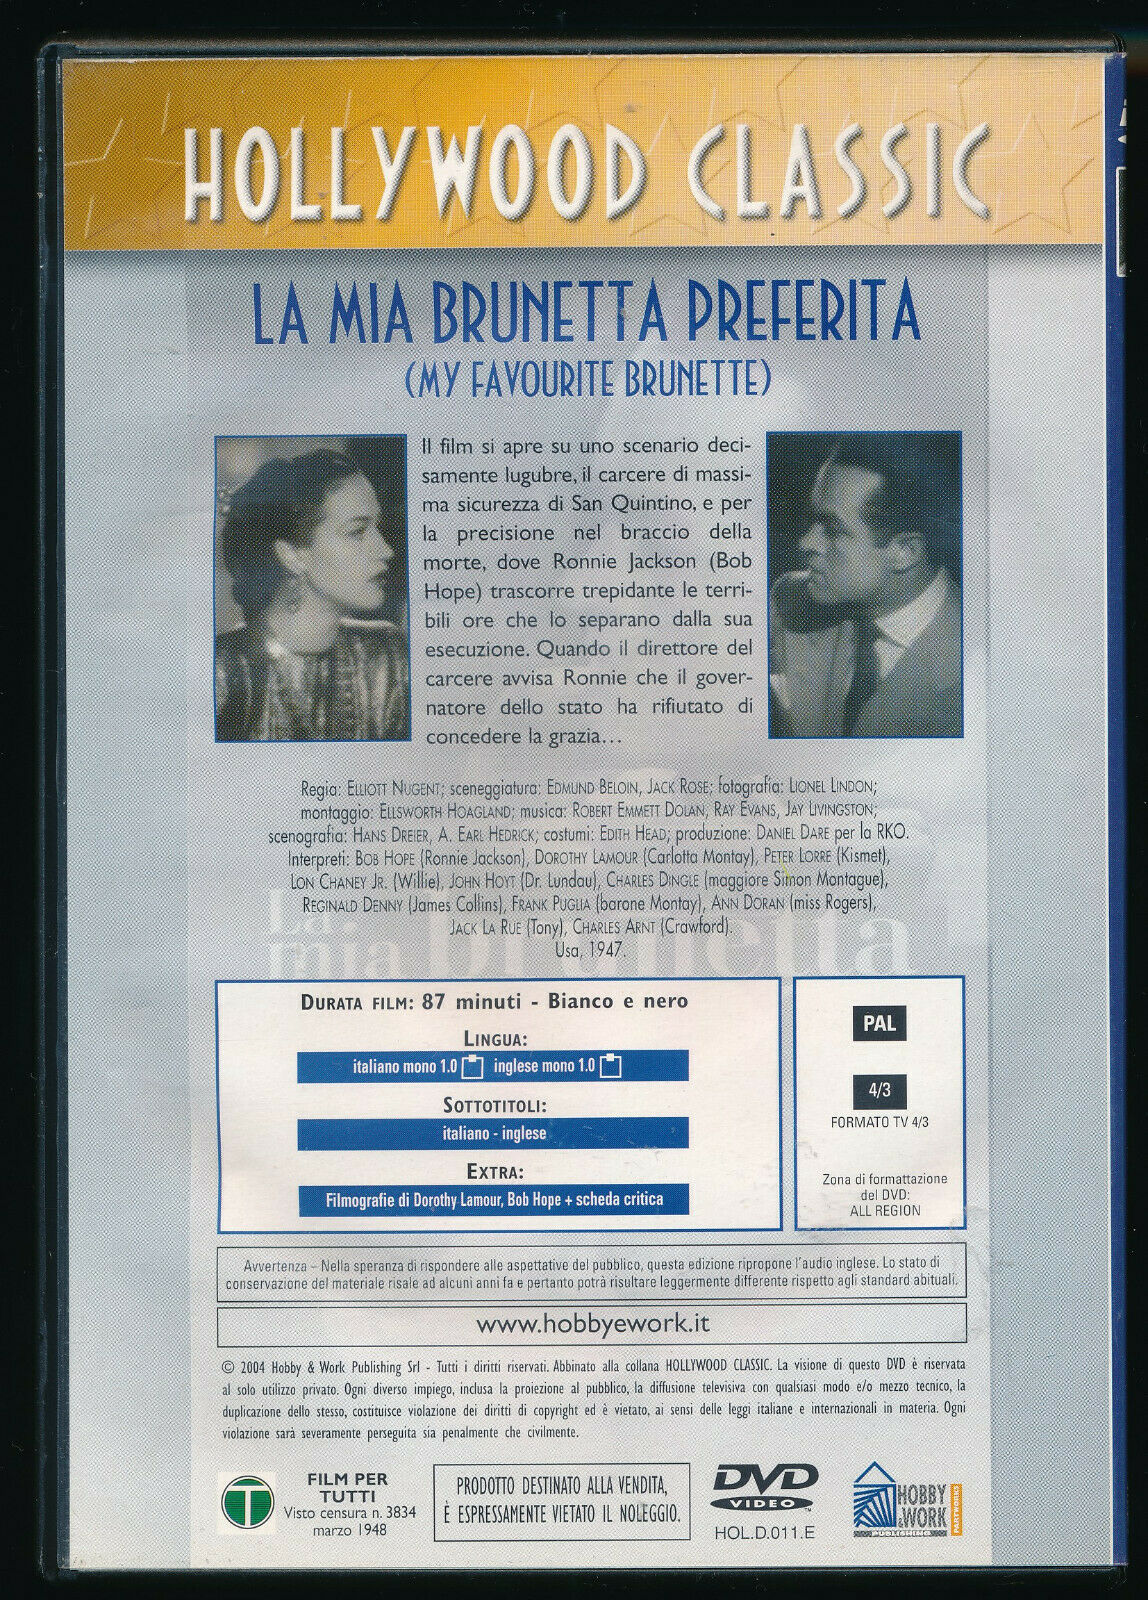 HOLLYWOOD CLASSIC
LA MIA BRUNETTA PREFERITA
(MY FAVOURITE BRUNETTE)
Il film si apre su uno scenario deci-
samente lugubre, il carcere di massi-
ma sicurezza di San Quintino, e per
la precisione nel braccio della
morte, dove Ronnie Jackson (Bob
Hope) trascorre trepidante le terri-
bili ore che lo separano dalla sua
esecuzione. Quando il direttore del
carcere avvisa Ronnie che il gover-
natore dello stato ha rifiutato di
concedere la grazia...
Regia: ELLIOTT NUGENT; sceneggiatura: EDMUND BELOIN, JACK ROSE; fotografia: LIONEL LINDON;
montaggio: ELLSWORTH HOAGLAND; musica: ROBERT EMMETT DOLAN, RAY EVANS, JAY LIVINGSTON;
scenografia: HANS DREIER, A. EARL HEDRICK; costumi: EDITH HEAD; produzione: DANIEL DARE per la RKO.
Interpreti: BOB HOPE (Ronnie Jackson), DOROTHY LAMOUR (Carlotta Montay), PETER LORRE (Kismet),
LON CHANEY JR. (Willie), JOHN HOYT (Dr. Lundau), CHARLES DINGLE (maggiore Simon Montague),
REGINALD DENNY (James Collins), FRANK PUGLIA (barone Montay), ANN DORAN (miss Rogers),
JACK LA RUE (Tony), CHARLES ARNT (Crawford).
Usa, 1947.
La mia brunetta
DURATA FILM: 87 minuti - Bianco e nero
LINGUA:
italiano mono 1.0 inglese mono 1.0
SOTTOTITOLI:
italiano - inglese
EXTRA:
Filmografie di Dorothy Lamour, Bob Hope + scheda critica
PAL
4/3
FORMATO TV 4/3
Zona di formattazione
del DVD:
ALL REGION
Avvertenza – Nella speranza di rispondere alle aspettative del pubblico, questa edizione ripropone l'audio inglese. Lo stato di
conservazione del materiale risale ad alcuni anni fa e pertanto potrà risultare leggermente differente rispetto agli standard abituali.
www.hobbyework.it
© 2004 Hobby & Work Publishing Srl - Tutti i diritti riservati. Abbinato alla collana HOLLYWOOD CLASSIC. La visione di questo DVD è riservata
al solo utilizzo privato. Ogni diverso impiego, inclusa la proiezione al pubblico, la diffusione televisiva con qualsiasi modo e/o mezzo tecnico, la
duplicazione dello stesso, costituisce violazione dei diritti di copyright ed è vietato, ai sensi delle leggi italiane e internazionali in materia. Ogni
violazione sarà severamente perseguita sia penalmente che civilmente.
T
FILM PER
TUTTI
Visto censura n. 3834
marzo 1948
PRODOTTO DESTINATO ALLA VENDITA,
È ESPRESSAMENTE VIETATO IL NOLEGGIO.
DVD
VIDEO
TM
HOL.D.011.E
HOBBY
& WORK
PUBLISHING
PARTWORKS